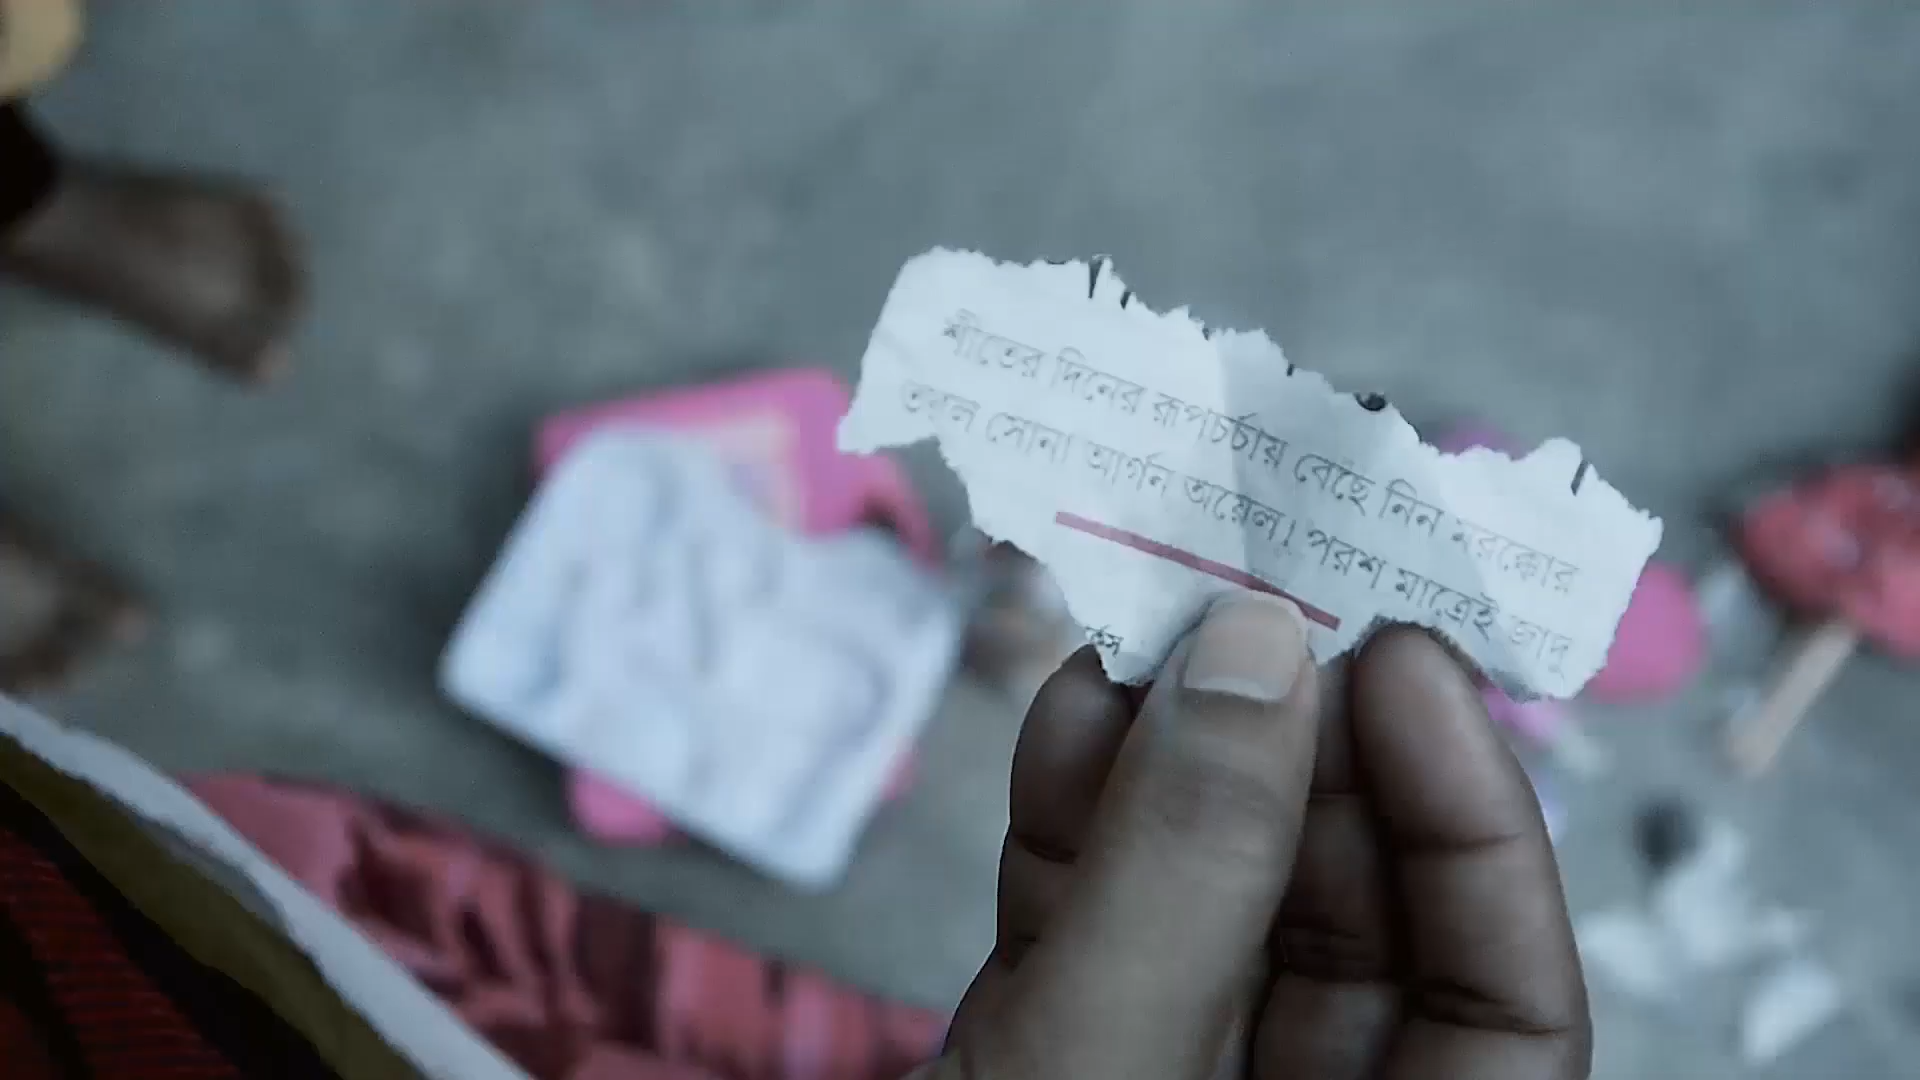 শীতের দিনের রূপচর্চায় বেছে নিন মরক্কোর
তরল সোনা আর্গন অয়েল। পরশ মাত্রেই জাদু